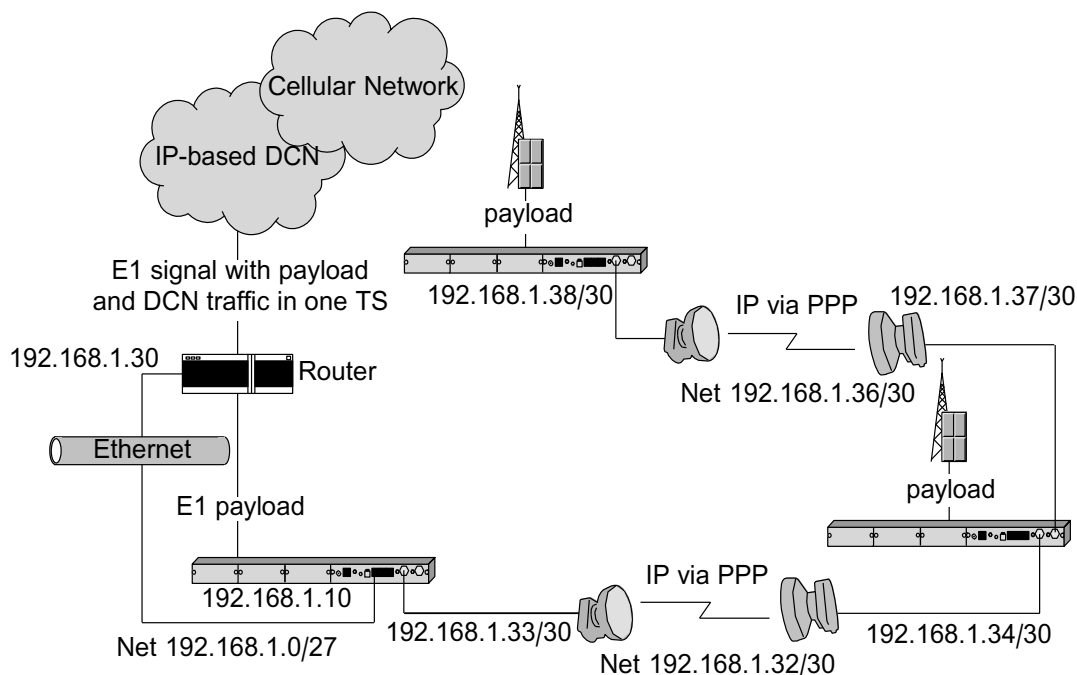 Cellular Network
IP-based DCN
payload
E1 signal with payload
and DCN traffic in one TS
192.168.1.38/30
IP via PPP
192.168.1.37/30
192.168.1.30
Router
Net 192.168.1.36/30
Ethernet
payload
E1 payload
IP via PPP
192.168.1.10
192.168.1.33/30
192.168.1.34/30
Net 192.168.1.0/27
Net 192.168.1.32/30